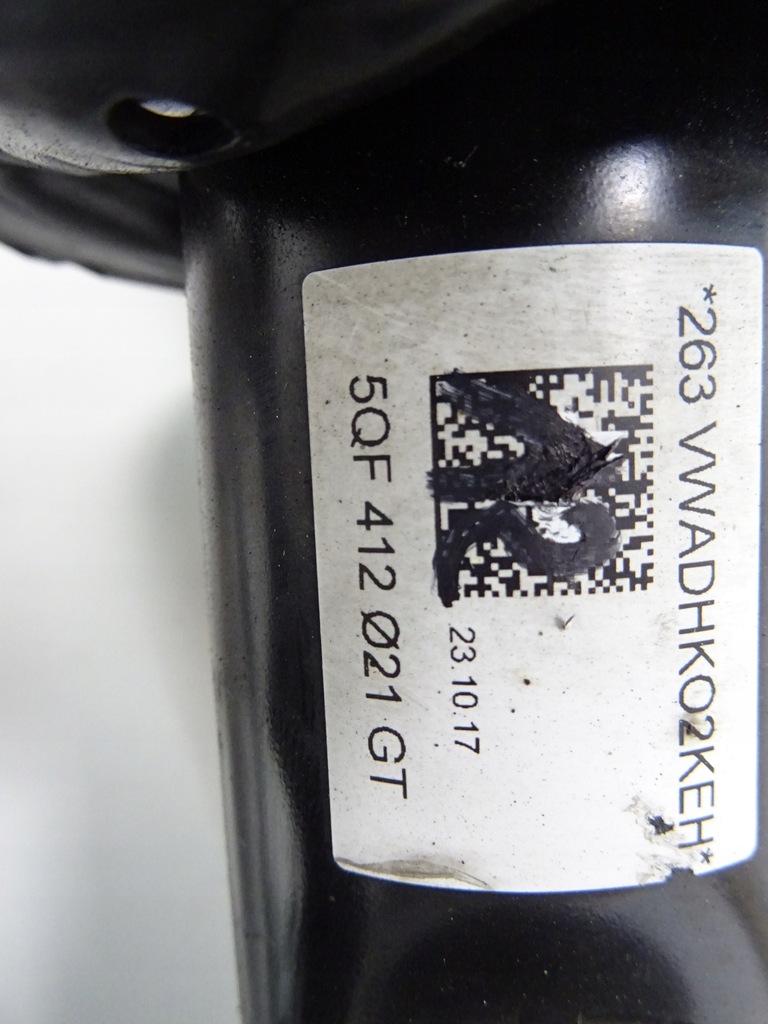 *263 VWADHKO2KEH*
23.10.17
5QF 412 Ø21 GT